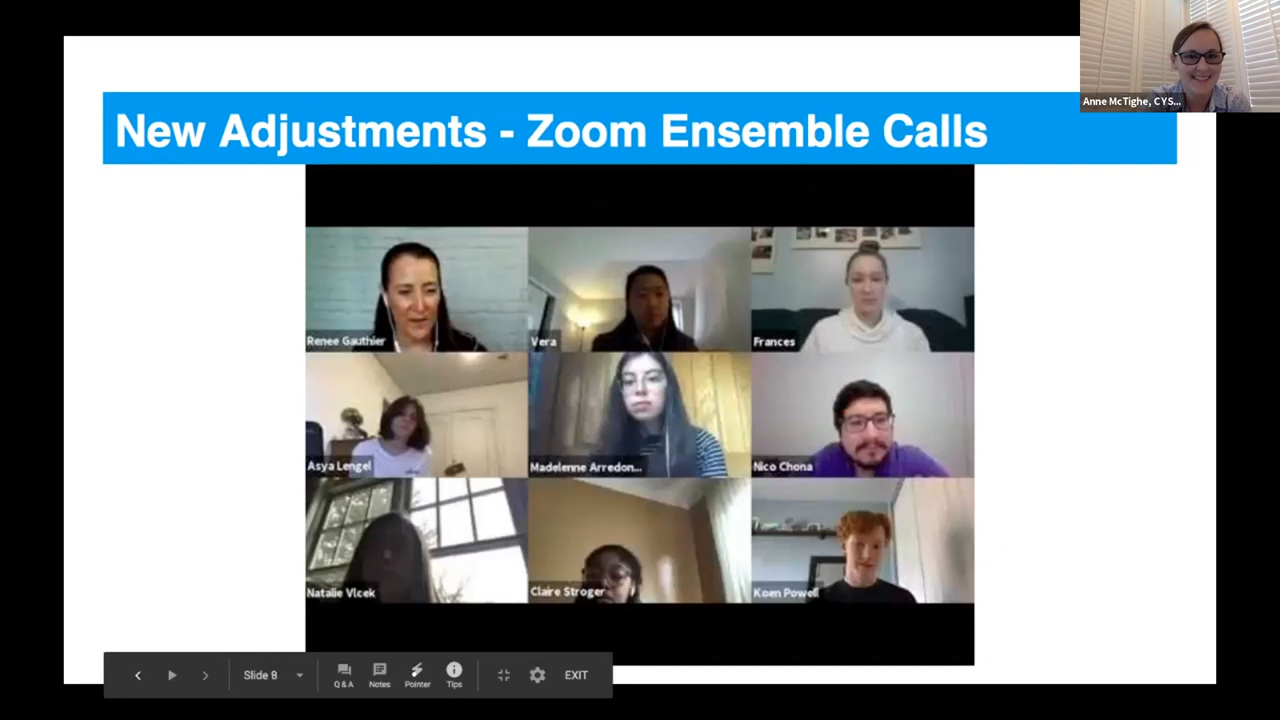 Anne McTighe, CYS...
New Adjustments - Zoom Ensemble Calls
Renee Gauthier
Vera
Frances
Asya Lengel
Madelenne Arredon...
Nico Chona
Natalie Vlcek
Claire Stroger
Koen Powell
Slide 8
Q & A
Notes
Pointer
Tips
EXIT